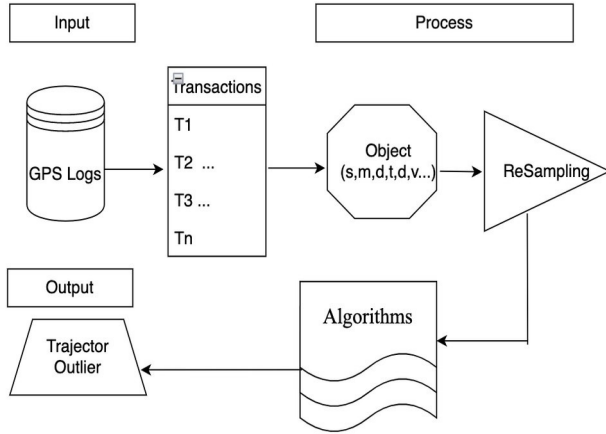 Input
Process
Transactions
GPS Logs
T1
T2 ...
T3 ...
Tn
Object
(s,m,d,t,d,v...)
ReSampling
Output
Algorithms
Trajector
Outlier